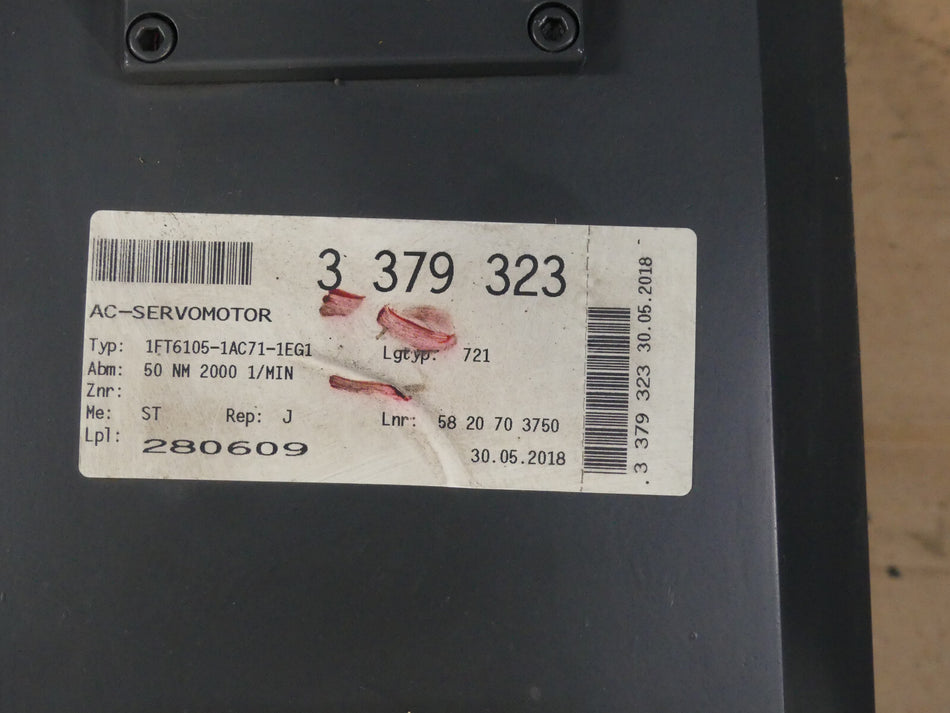 3 379 323
AC-SERVOMOTOR
Typ: 1FT6105-1AC71-1EG1 Lgtyp: 721
Abm: 50 NM 2000 1/MIN
Znr:
Me: ST Rep: J Lnr: 58 20 70 3750
Lpl: 280609 30.05.2018
3 379 323 30.05.2018